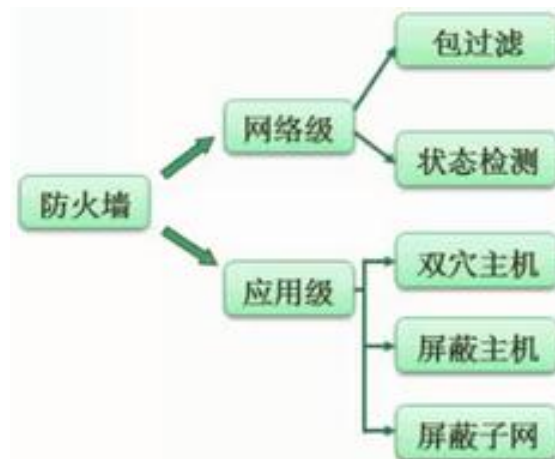 包过滤
网络级
状态检测
防火墙
双穴主机
应用级
屏蔽主机
屏蔽子网